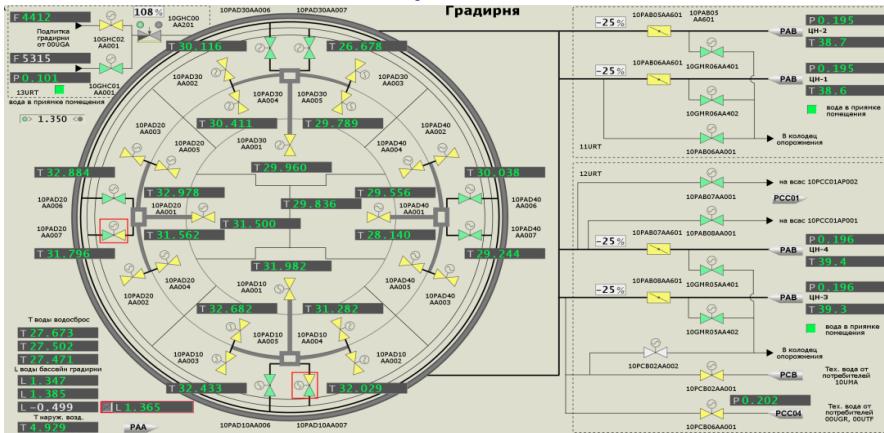 Градирня
F 4412
108%
10GHC00
AA201
10GHC02
AA001
Подпитка
градирни
от 00UGA
F 5315
P 0.101
10GHC01
AA001
13URT
вода в приямке помещения
1.350
10PAD30AA006
10PAD30AA007
T 30.116
T 26.678
10PAD30
AA002
10PAD30
AA004
10PAD30
AA005
10PAD30
AA003
T 30.411
T 29.789
10PAD30
AA001
T 29.960
10PAD20
AA005
10PAD20
AA003
10PAD40
AA004
10PAD40
AA002
T 32.884
T 32.978
T 29.556
T 30.038
T 29.836
10PAD20
AA006
10PAD20
AA001
10PAD40
AA001
10PAD40
AA006
T 31.500
10PAD20
AA007
T 31.562
T 28.140
10PAD40
AA007
T 31.796
T 29.244
T 31.982
10PAD20
AA002
10PAD20
AA004
10PAD40
AA005
10PAD40
AA003
10PAD10
AA001
T 32.682
T 31.282
10PAD10
AA003
10PAD10
AA005
10PAD10
AA004
10PAD10
AA002
T 32.433
T 32.029
10PAD10AA006
10PAD10AA007
T воды водосброс
T 27.673
T 27.502
T 27.471
L воды бассейн градирни
L 1.347
L 1.385
L -0.499
L 1.365
T наруж. возд.
T 4.929
PAA
-25%
10PAB05AA601
10PAB05
AA601
PAB
P 0.195
ЦН-2
T 38.7
10GMR06AA401
-25%
10PAB06AA601
PAB
P 0.195
ЦН-1
T 38.6
10GMR06AA402
вода в приямке
помещения
В колодец
опорожнения
11URT
10PAB06AA001
12URT
на всас 10PCC01AP002
10PAB07AA001
PCC01
на всас 10PCC01AP001
10PAB08AA001
-25%
10PAB07AA601
PAB
P 0.196
ЦН-4
T 39.4
10GMR05AA401
-25%
10PAB08AA601
PAB
P 0.196
ЦН-3
T 39.3
10GMR05AA402
вода в приямке
помещения
В колодец
опорожнения
10PCB02AA002
PCB
Тех. вода от
потребителей
10UMA
10PCB02AA001
P 0.202
PCC04
Тех. вода от
потребителей
00UGR, 00UTF
10PCB06AA001